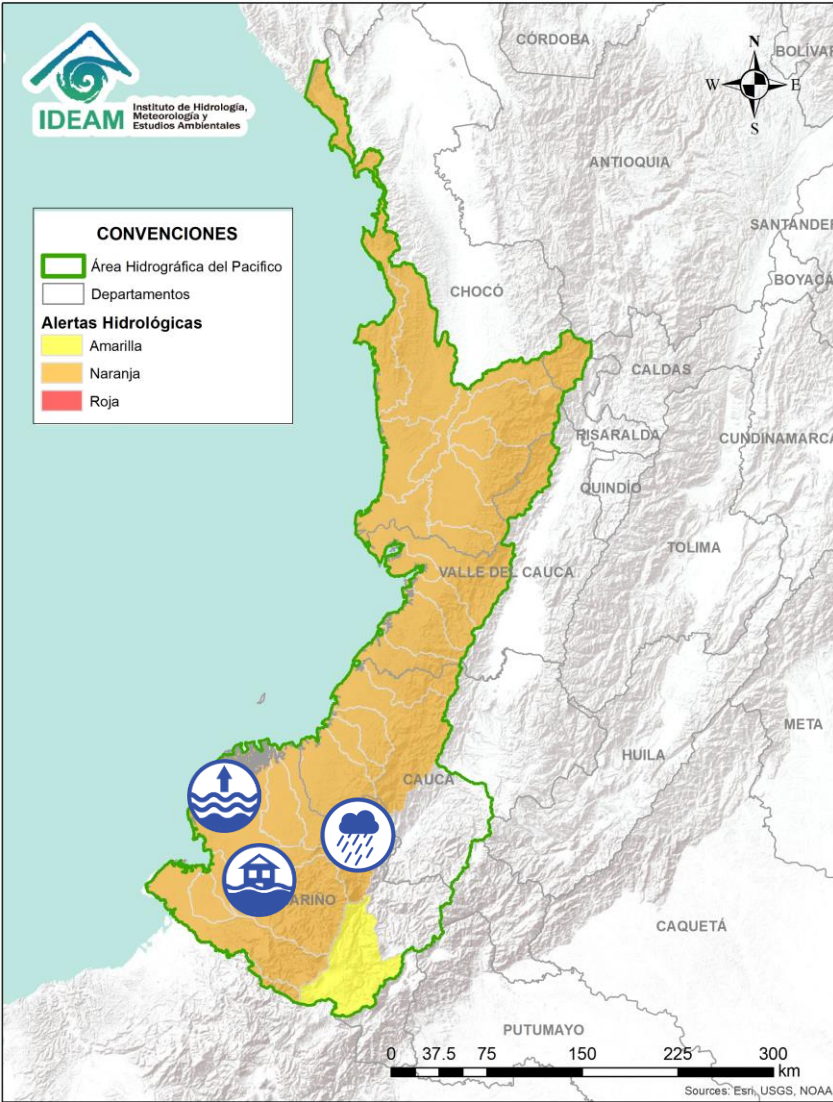 IDEAM
Instituto de Hidrología,
Meteorología y
Estudios Ambientales
N
W
E
S
CONVENCIONES
Área Hidrográfica del Pacifico
Departamentos
Alertas Hidrológicas
Amarilla
Naranja
Roja
CÓRDOBA
BOLÍVAR
ANTIOQUIA
SANTANDER
BOYACÁ
CHOCÓ
CALDAS
RISARALDA
CUNDINAMARCA
QUINDÍO
TOLIMA
VALLE DEL CAUCA
META
HUILA
CAUCA
ARIÑO
CAQUETÁ
PUTUMAYO
0 37.5 75 150 225 300
km
Sources: Esri, USGS, NOAA